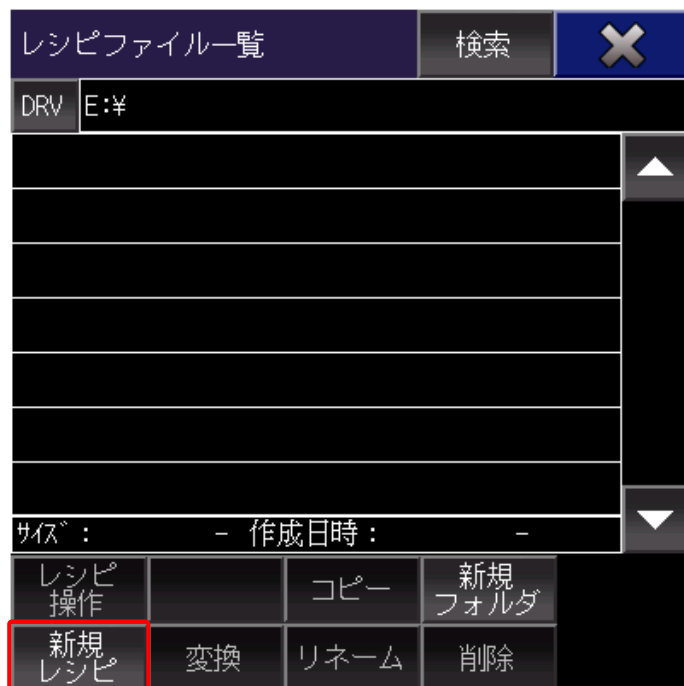 レシピファイル一覧 検索
DRV E:¥
ｻｲｽﾞ： － 作成日時： －
レシピ
操作
コピー
新規
フォルダ
新規
レシピ
変換
リネーム
削除